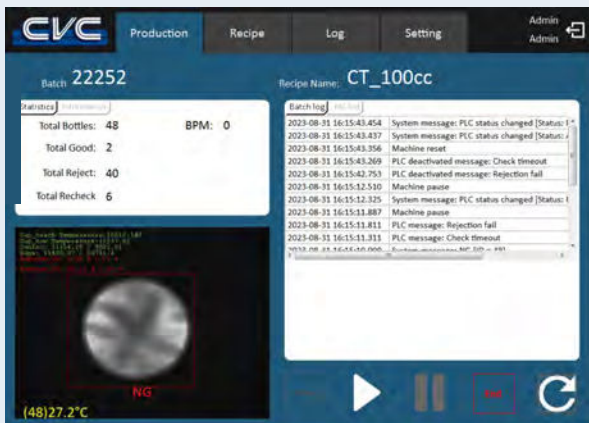 CVC
Production
Recipe
Log
Setting
Admin
Admin
Batch 22252
Recipe Name: CT_100cc
Statistics
Total Bottles: 48 BPM: 0
Total Good: 2
Total Reject: 40
Total Recheck 6
Batch log
2023-08-31 16:15:43.454 System message: PLC status changed [Status:
2023-08-31 16:15:43.437 System message: PLC status changed [Status:
2023-08-31 16:15:43.356 Machine reset
2023-08-31 16:15:43.269 PLC deactivated message: Check timeout
2023-08-31 16:15:42.753 PLC deactivated message: Rejection fail
2023-08-31 16:15:12.510 Machine pause
2023-08-31 16:15:12.325 System message: PLC status changed [Status:
2023-08-31 16:15:11.887 Machine pause
2023-08-31 16:15:11.811 PLC message: Rejection fail
2023-08-31 16:15:11.311 PLC message: Check timeout
NG
(48)27.2°C